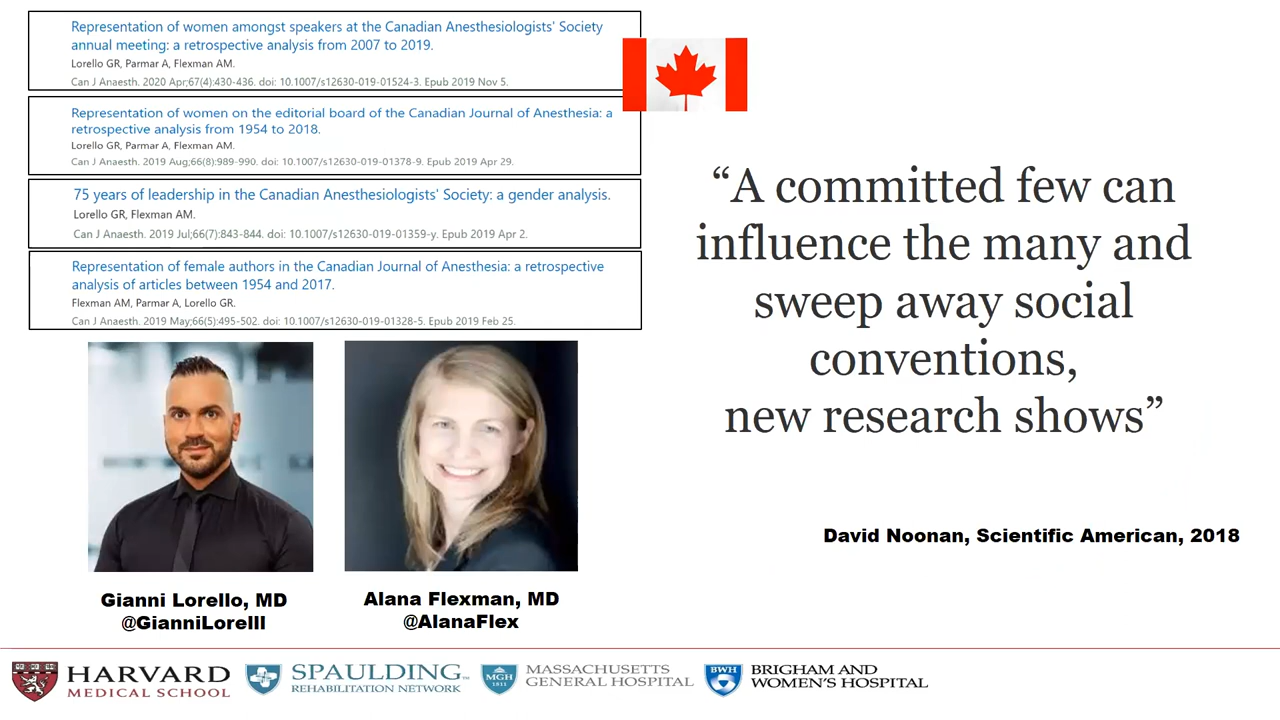 Representation of women amongst speakers at the Canadian Anesthesiologists' Society
annual meeting: a retrospective analysis from 2007 to 2019.
Lorello GR, Parmar A, Flexman AM.
Can J Anaesth. 2020 Apr;67(4):430-436. doi: 10.1007/s12630-019-01524-3. Epub 2019 Nov 5.
Representation of women on the editorial board of the Canadian Journal of Anesthesia: a
retrospective analysis from 1954 to 2018.
Lorello GR, Parmar A, Flexman AM.
Can J Anaesth. 2019 Aug;66(8):989-990. doi: 10.1007/s12630-019-01378-9. Epub 2019 Apr 29.
75 years of leadership in the Canadian Anesthesiologists' Society: a gender analysis.
Lorello GR, Flexman AM.
Can J Anaesth. 2019 Jul;66(7):843-844. doi: 10.1007/s12630-019-01359-y. Epub 2019 Apr 2.
Representation of female authors in the Canadian Journal of Anesthesia: a retrospective
analysis of articles between 1954 and 2017.
Flexman AM, Parmar A, Lorello GR.
Can J Anaesth. 2019 May;66(5):495-502. doi: 10.1007/s12630-019-01328-5. Epub 2019 Feb 25.
Gianni Lorello, MD
@GianniLorelll
Alana Flexman, MD
@AlanaFlex
“A committed few can
influence the many and
sweep away social
conventions,
new research shows”
David Noonan, Scientific American, 2018
HARVARD
MEDICAL SCHOOL
SPAULDING™
REHABILITATION NETWORK
MGH
1811
MASSACHUSETTS
GENERAL HOSPITAL
BWH
BRIGHAM AND
WOMEN'S HOSPITAL